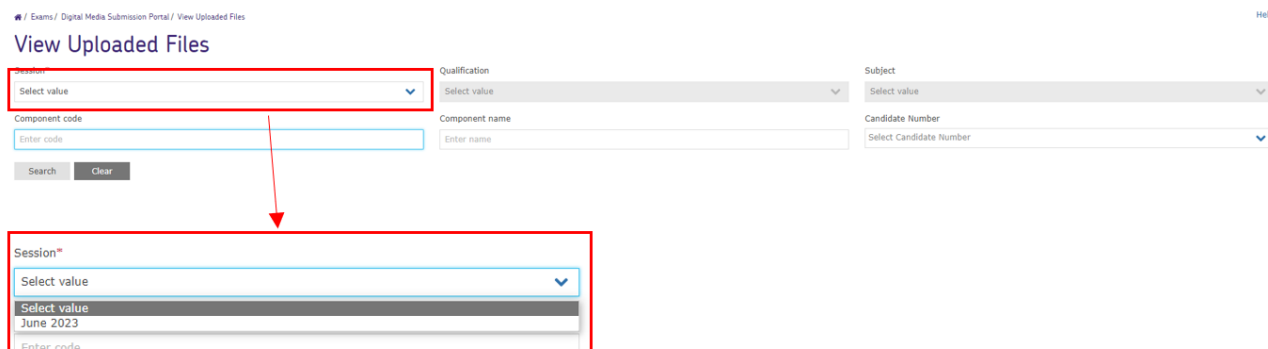 / Exams / Digital Media Submission Portal / View Uploaded Files
View Uploaded Files
Session* Qualification Subject
Select value Select value Select value
Component code Component name Candidate Number
Enter code Enter name Select Candidate Number
Search Clear
Session*
Select value
Select value
June 2023
Enter code